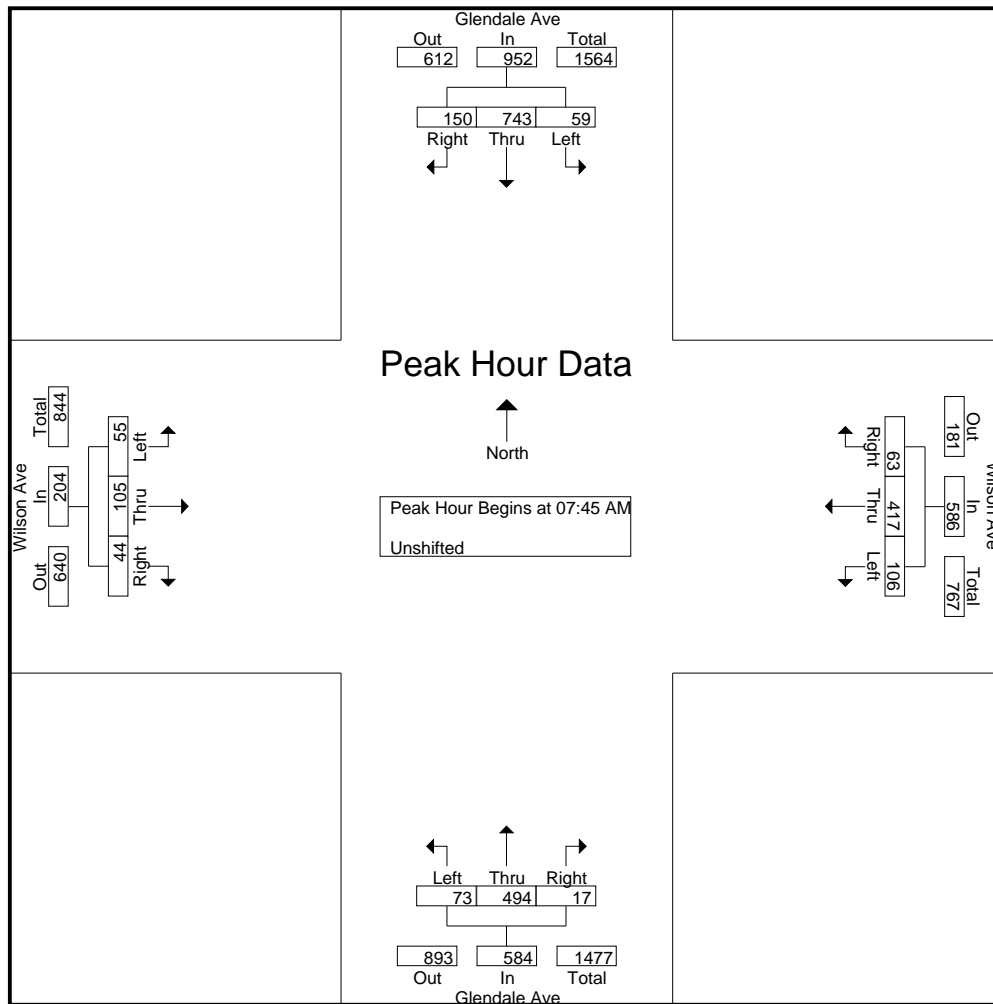 Glendale Ave
Out In Total
612 952 1564
150 743 59
Right Thru Left
Peak Hour Data
North
Peak Hour Begins at 07:45 AM
Unshifted
Wilson Ave
Total In Out
844 204 640
55 105 44
Left Thru Right
Right Thru Left
63 417 106
Out In Total
181 586 767
Wilson Ave
Left Thru Right
73 494 17
893 584 1477
Out In Total
Glendale Ave